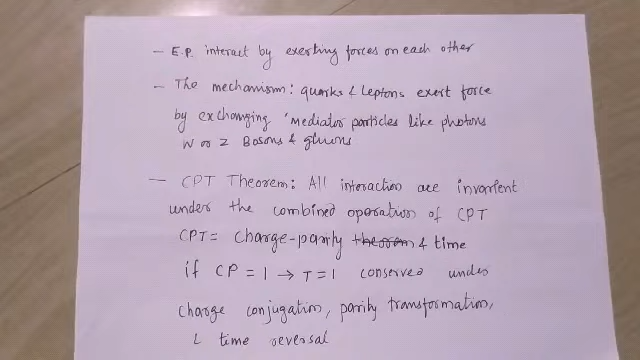 - E.P. interact by exerting forces on each other
- The mechanism: quarks & Leptons exert force
by exchanging 'mediator particles like photons
W or Z Bosons & gluons
- CPT Theorem: All interaction are invarient
under the combined operation of CPT
CPT = Charge-parity theorem & time
if CP = 1 → T = 1 conserved under
charge conjugation, parity transformation,
& time reversal